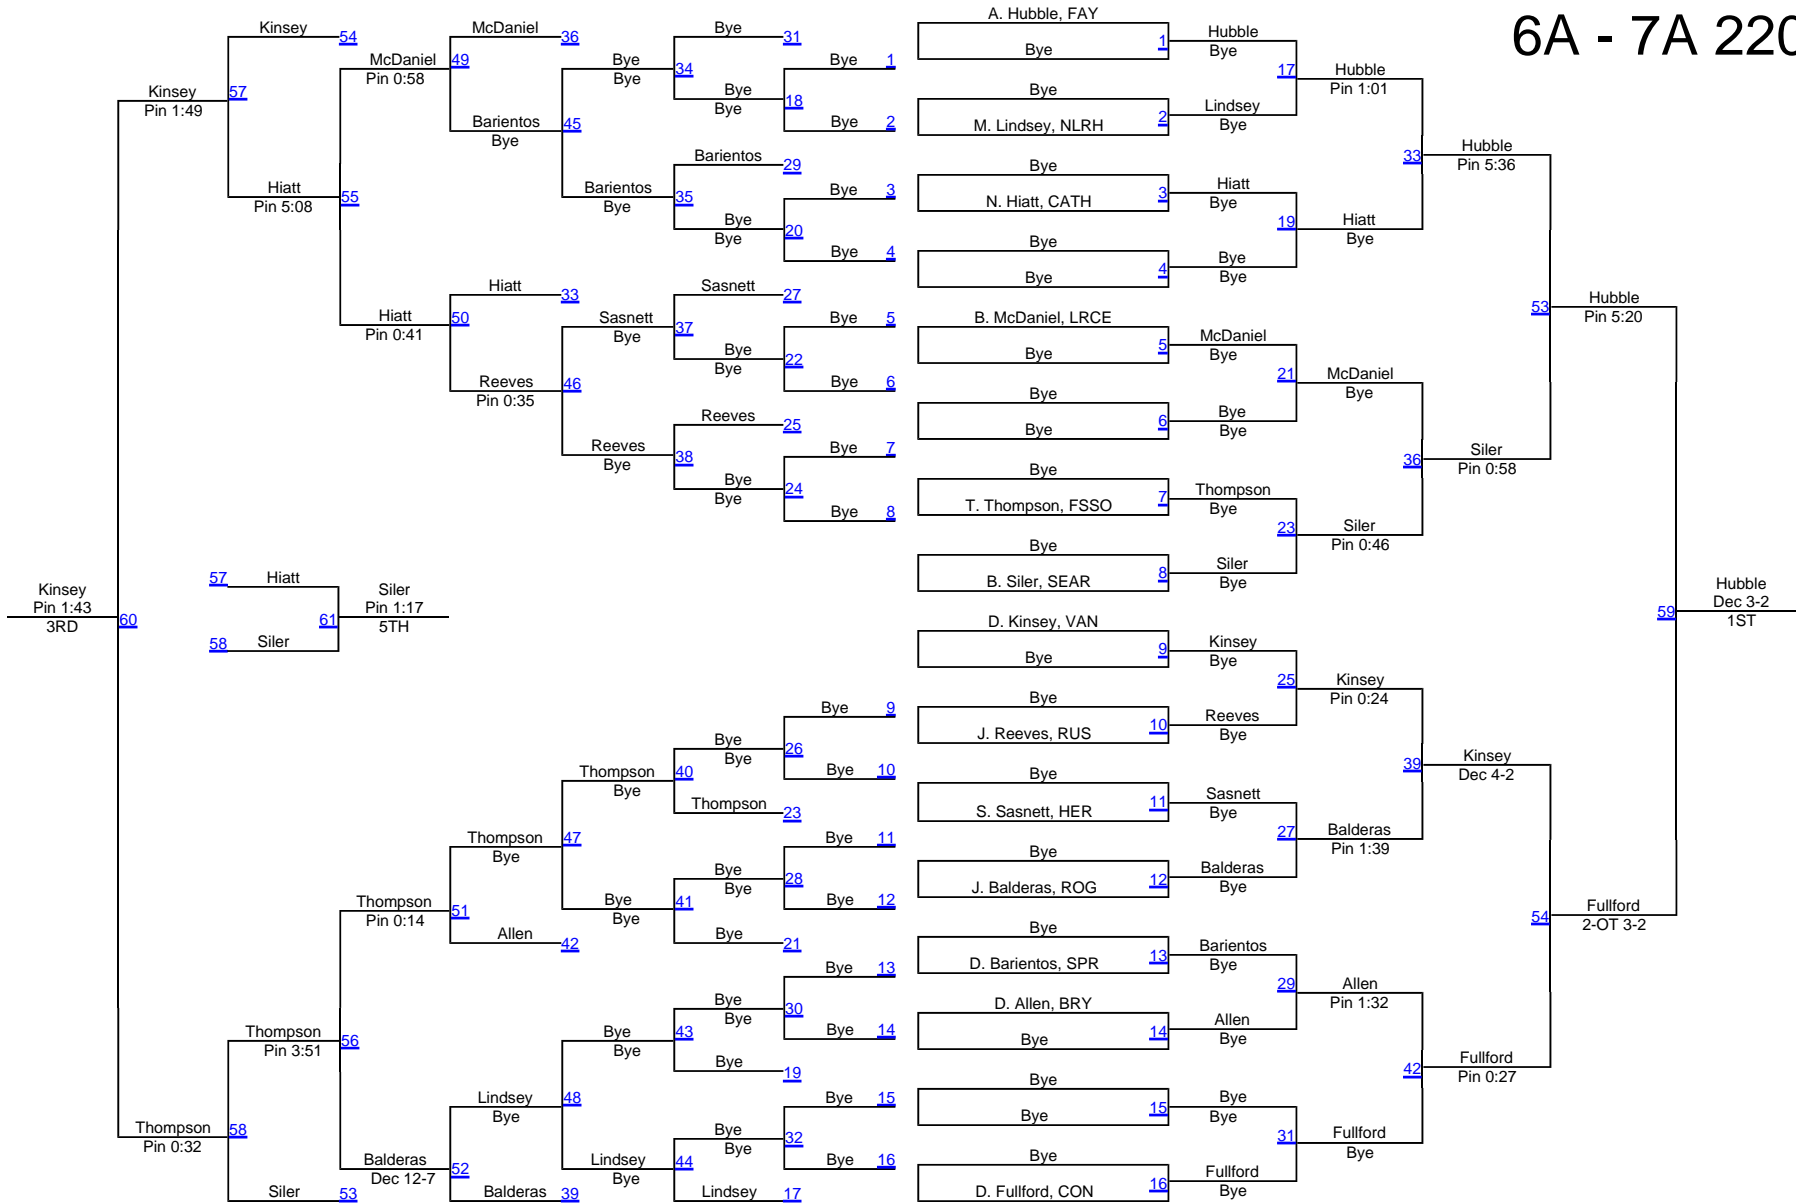 6A - 7A 220
Kinsey
54
McDaniel
36
Bye
31
McDaniel
49
Pin 0:58
Bye
34
Bye
Bye
1
Kinsey
57
Pin 1:49
Bye
18
Bye
Barientos
45
Bye
Bye
2
Barientos
29
Hiatt
55
Pin 5:08
Barientos
35
Bye
Bye
3
Bye
20
Bye
Bye
4
Hiatt
33
Sasnett
27
Hiatt
50
Pin 0:41
Sasnett
37
Bye
Bye
5
Bye
22
Bye
Reeves
46
Pin 0:35
Bye
6
Reeves
25
Reeves
38
Bye
Bye
7
Bye
24
Bye
Bye
8
Kinsey
Pin 1:43
3RD
60
57
Hiatt
58
Siler
61
Siler
Pin 1:17
5TH
Bye
9
Bye
26
Bye
Thompson
40
Bye
Bye
10
Thompson
23
Thompson
47
Bye
Bye
11
Bye
28
Bye
Thompson
51
Pin 0:14
Bye
41
Bye
Bye
12
Allen
42
Bye
21
Bye
13
Bye
30
Bye
Thompson
56
Pin 3:51
Bye
43
Bye
Bye
14
Bye
19
Lindsey
48
Bye
Bye
15
Thompson
58
Pin 0:32
Bye
32
Bye
Balderas
52
Dec 12-7
Lindsey
44
Bye
Bye
16
Siler
53
Balderas
39
Lindsey
17
A. Hubble, FAY
Bye
1
Hubble
Bye
Bye
M. Lindsey, NLRH
2
Lindsey
Bye
17
Hubble
Pin 1:01
Bye
N. Hiatt, CATH
3
Hiatt
Bye
Bye
Bye
4
Bye
Bye
19
Hiatt
Bye
33
Hubble
Pin 5:36
B. McDaniel, LRCE
Bye
5
McDaniel
Bye
Bye
Bye
6
Bye
Bye
21
McDaniel
Bye
Bye
T. Thompson, FSSO
7
Thompson
Bye
Bye
B. Siler, SEAR
8
Siler
Bye
23
Siler
Pin 0:46
36
Siler
Pin 0:58
53
Hubble
Pin 5:20
D. Kinsey, VAN
Bye
9
Kinsey
Bye
Bye
J. Reeves, RUS
10
Reeves
Bye
25
Kinsey
Pin 0:24
Bye
S. Sasnett, HER
11
Sasnett
Bye
Bye
J. Balderas, ROG
12
Balderas
Bye
27
Balderas
Pin 1:39
39
Kinsey
Dec 4-2
Bye
D. Barientos, SPR
13
Barientos
Bye
D. Allen, BRY
Bye
14
Allen
Bye
29
Allen
Pin 1:32
Bye
Bye
15
Bye
Bye
Bye
D. Fullford, CON
16
Fullford
Bye
31
Fullford
Bye
42
Fullford
Pin 0:27
54
Fullford
2-OT 3-2
59
Hubble
Dec 3-2
1ST